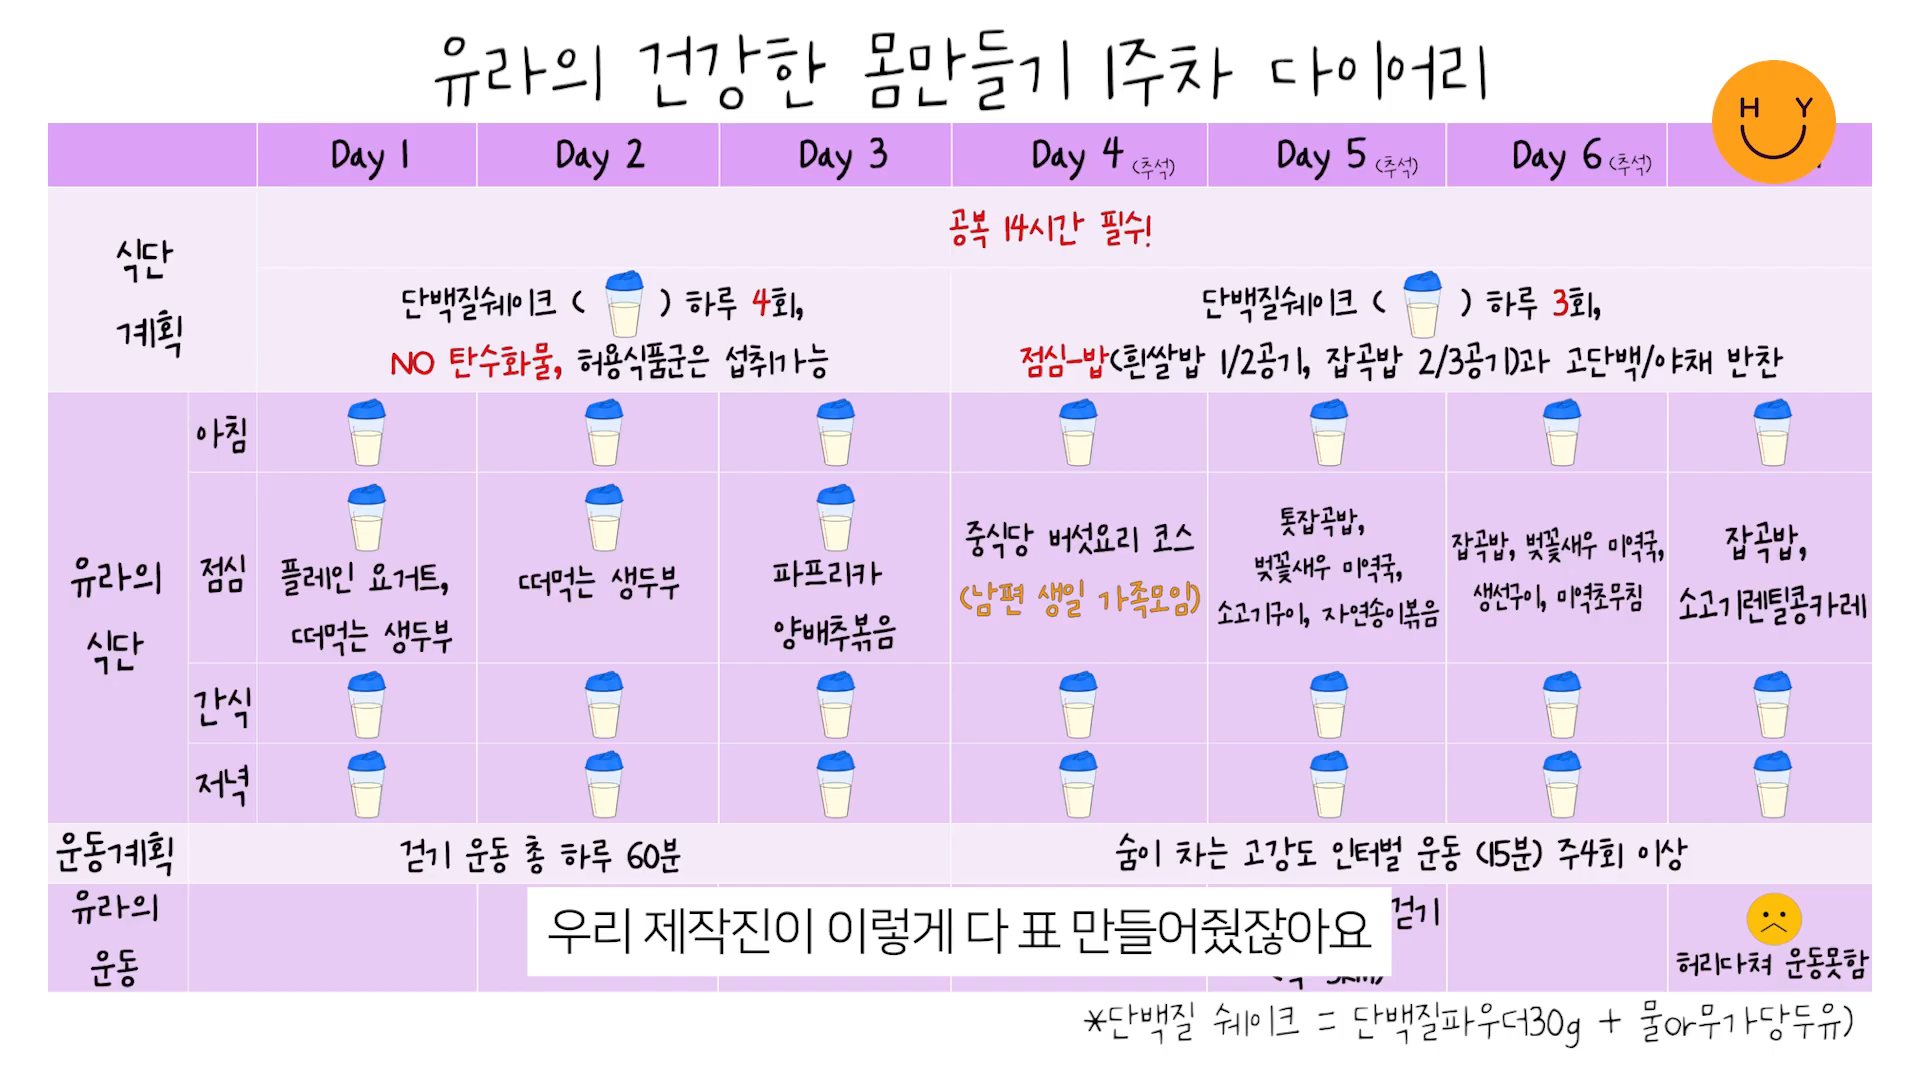 유라의 건강한 몸만들기 1주차 다이어리
H Y
Day 1
Day 2
Day 3
Day 4 (추석)
Day 5 (추석)
Day 6 (추석)
식단
계획
공복 14시간 필수!
단백질쉐이크 ( ) 하루 4회,
NO 탄수화물, 허용식품군은 섭취가능
단백질쉐이크 ( ) 하루 3회,
점심-밥(흰쌀밥 1/2공기, 잡곡밥 2/3공기)과 고단백/야채 반찬
유라의
식단
아침
점심
플레인 요거트,
떠먹는 생두부
떠먹는 생두부
파프리카
양배추볶음
중식당 버섯요리 코스
(남편 생일 가족모임)
톳잡곡밥,
벚꽃새우 미역국,
소고기구이, 자연송이볶음
잡곡밥, 벚꽃새우 미역국,
생선구이, 미역초무침
잡곡밥,
소고기렌틸콩카레
간식
저녁
운동계획
걷기 운동 총 하루 60분
숨이 차는 고강도 인터벌 운동 (15분) 주4회 이상
유라의
운동
걷기
허리다쳐 운동못함
우리 제작진이 이렇게 다 표 만들어줬잖아요
*단백질 쉐이크 = 단백질파우더30g + 물or무가당두유)